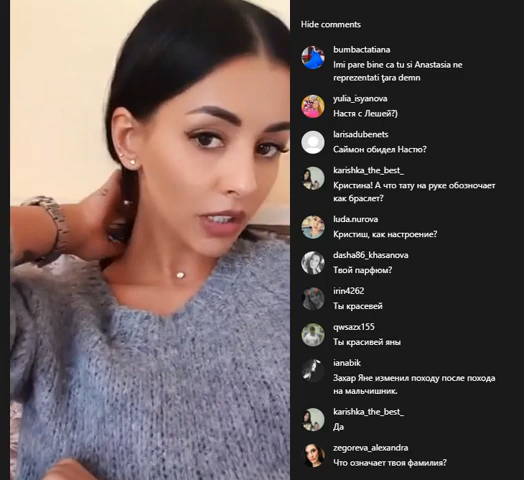 Hide comments
bumbactatiana
Imi pare bine ca tu si Anastasia ne
reprezentati ţara demn
yulia_isyanova
Настя с Лешей?)
larisadubenets
Саймон обидел Настю?
karishka_the_best_
Кристина! А что тату на руке обозночает
как браслет?
luda.nurova
Кристиш, как настроение?
dasha86_khasanova
Твой парфюм?
irin4262
Ты красевей
qwsazx155
Ты красивей яны
ianabik
Захар Яне изменил походу после похода
на мальчишник.
karishka_the_best_
Да
zegoreva_alexandra
Что означает твоя фамилия?